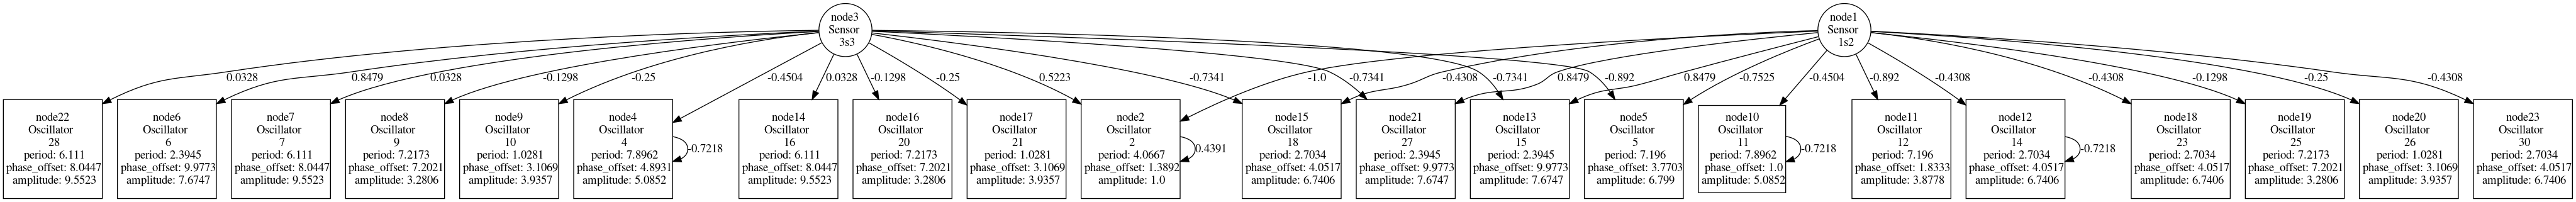 node3
Sensor
3s3
node1
Sensor
1s2
0.0328
0.8479
0.0328
-0.1298
-0.25
-0.4504
0.0328
-0.1298
-0.25
0.5223
-1.0
-0.7341
-0.4308
-0.7341
0.8479
-0.7341
0.8479
-0.892
-0.7525
-0.4504
-0.892
-0.4308
-0.4308
-0.1298
-0.25
-0.4308
node22
Oscillator
28
period: 6.111
phase_offset: 8.0447
amplitude: 9.5523
node6
Oscillator
6
period: 2.3945
phase_offset: 9.9773
amplitude: 7.6747
node7
Oscillator
7
period: 6.111
phase_offset: 8.0447
amplitude: 9.5523
node8
Oscillator
9
period: 7.2173
phase_offset: 7.2021
amplitude: 3.2806
node9
Oscillator
10
period: 1.0281
phase_offset: 3.1069
amplitude: 3.9357
node4
Oscillator
4
period: 7.8962
phase_offset: 4.8931
amplitude: 5.0852
-0.7218
node14
Oscillator
16
period: 6.111
phase_offset: 8.0447
amplitude: 9.5523
node16
Oscillator
20
period: 7.2173
phase_offset: 7.2021
amplitude: 3.2806
node17
Oscillator
21
period: 1.0281
phase_offset: 3.1069
amplitude: 3.9357
node2
Oscillator
2
period: 4.0667
phase_offset: 1.3892
amplitude: 1.0
0.4391
node15
Oscillator
18
period: 2.7034
phase_offset: 4.0517
amplitude: 6.7406
node21
Oscillator
27
period: 2.3945
phase_offset: 9.9773
amplitude: 7.6747
node13
Oscillator
15
period: 2.3945
phase_offset: 9.9773
amplitude: 7.6747
node5
Oscillator
5
period: 7.196
phase_offset: 3.7703
amplitude: 6.799
node10
Oscillator
11
period: 7.8962
phase_offset: 1.0
amplitude: 5.0852
-0.7218
node11
Oscillator
12
period: 7.196
phase_offset: 1.8333
amplitude: 3.8778
node12
Oscillator
14
period: 2.7034
phase_offset: 4.0517
amplitude: 6.7406
-0.7218
node18
Oscillator
23
period: 2.7034
phase_offset: 4.0517
amplitude: 6.7406
node19
Oscillator
25
period: 7.2173
phase_offset: 7.2021
amplitude: 3.2806
node20
Oscillator
26
period: 1.0281
phase_offset: 3.1069
amplitude: 3.9357
node23
Oscillator
30
period: 2.7034
phase_offset: 4.0517
amplitude: 6.7406